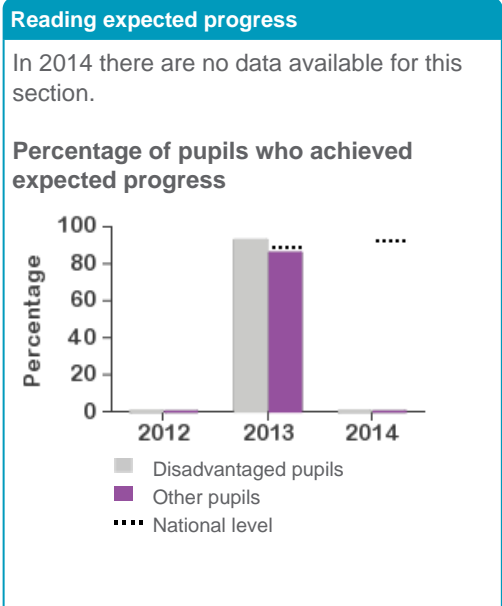 Reading expected progress
In 2014 there are no data available for this
section.
Percentage of pupils who achieved
expected progress
Percentage
100
80
60
40
20
0
2012 2013 2014
Disadvantaged pupils
Other pupils
National level